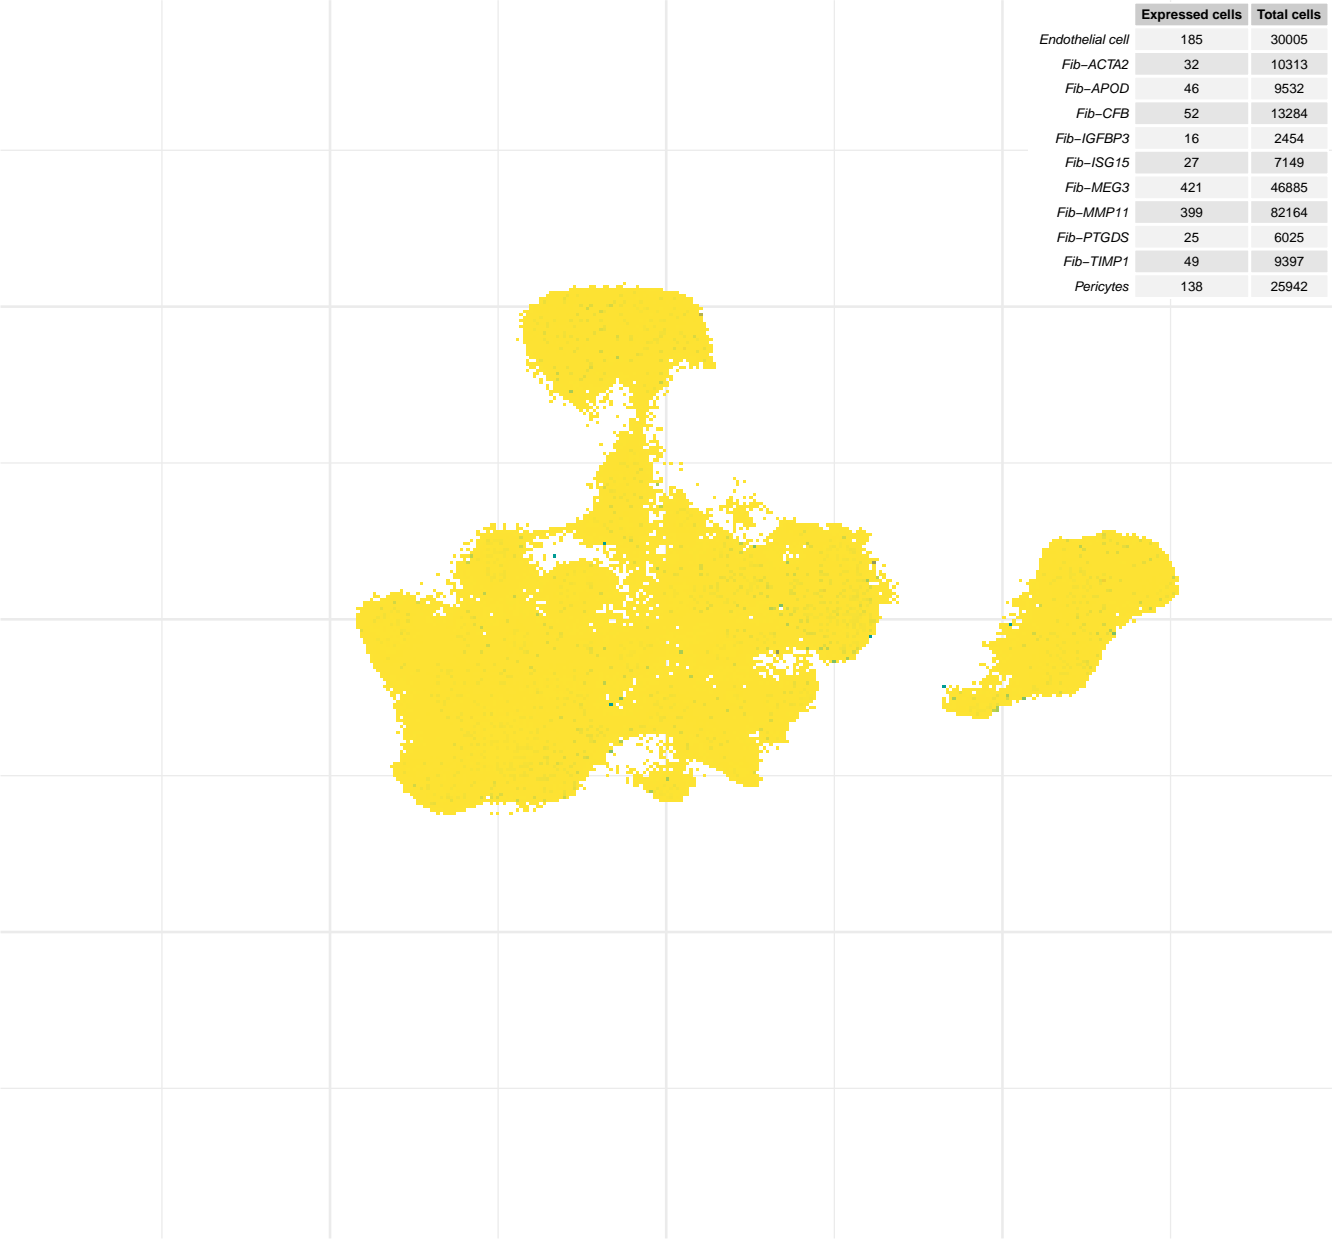 Expressed cells Total cells
Endothelial cell 185 30005
Fib−ACTA2 32 10313
Fib−APOD 46 9532
Fib−CFB 52 13284
Fib−IGFBP3 16 2454
Fib−ISG15 27 7149
Fib−MEG3 421 46885
Fib−MMP11 399 82164
Fib−PTGDS 25 6025
Fib−TIMP1 49 9397
Pericytes 138 25942